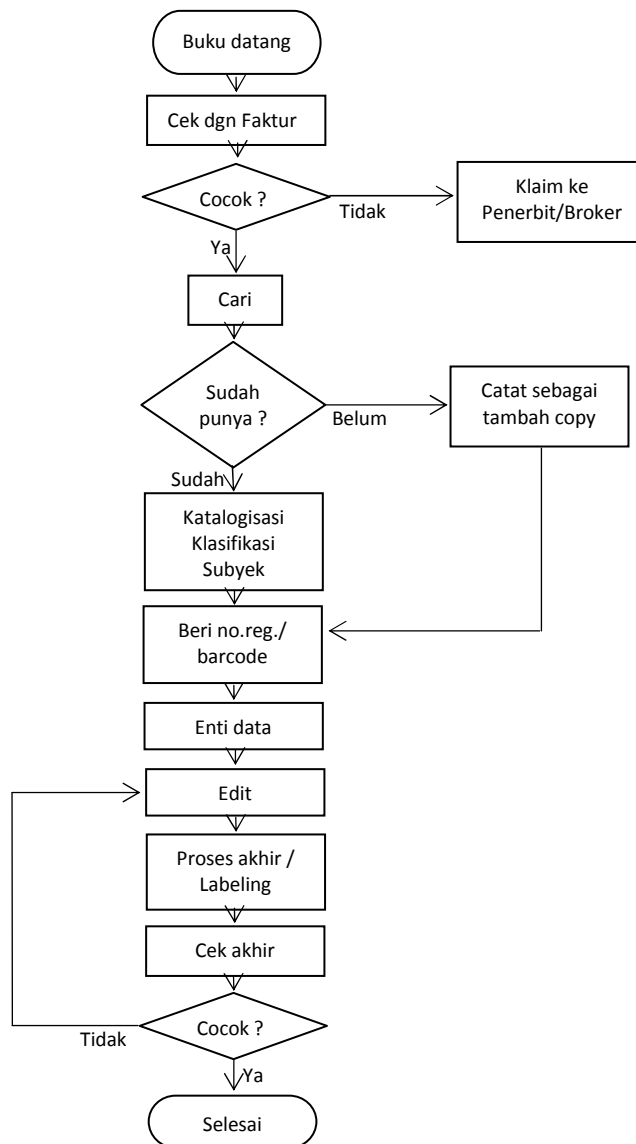 Buku datang
Cek dgn Faktur
Cocok ?
Tidak
Klaim ke
Penerbit/Broker
Ya
Cari
Sudah
punya ?
Belum
Catat sebagai
tambah copy
Sudah
Katalogisasi
Klasifikasi
Subyek
Beri no.reg./
barcode
Enti data
Edit
Proses akhir /
Labeling
Cek akhir
Cocok ?
Tidak
Ya
Selesai